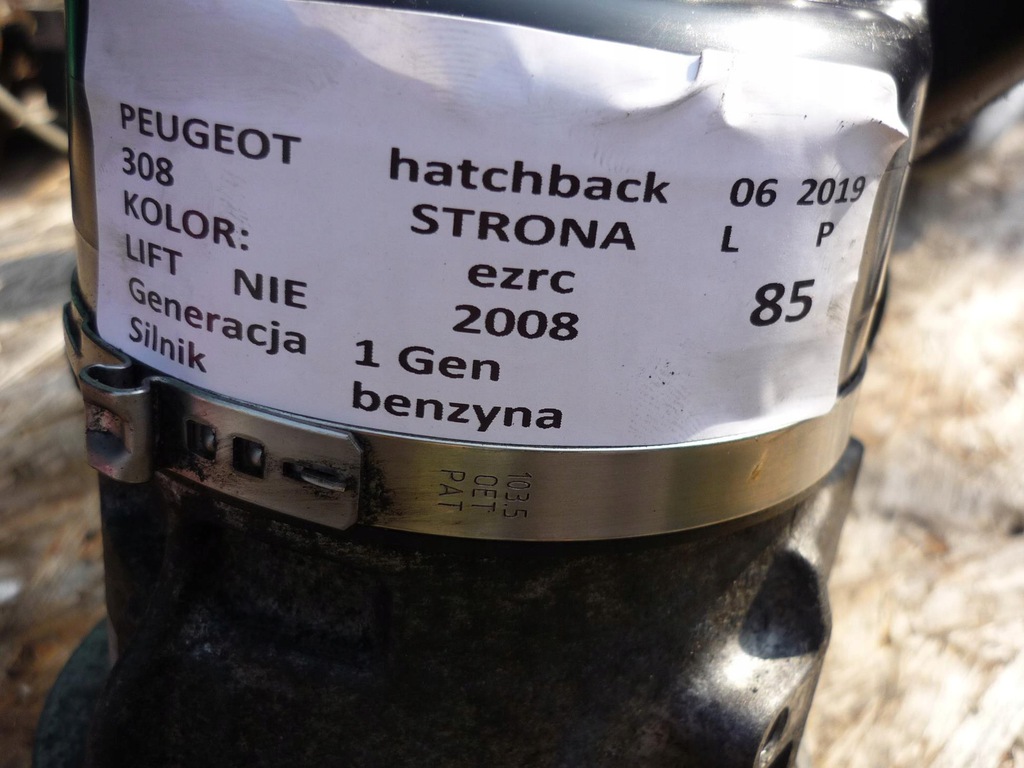 PEUGEOT hatchback 06 2019
308 STRONA L P
KOLOR: ezrc 85
LIFT NIE 2008
Generacja 1 Gen
Silnik benzyna
103.5
OET
PAT